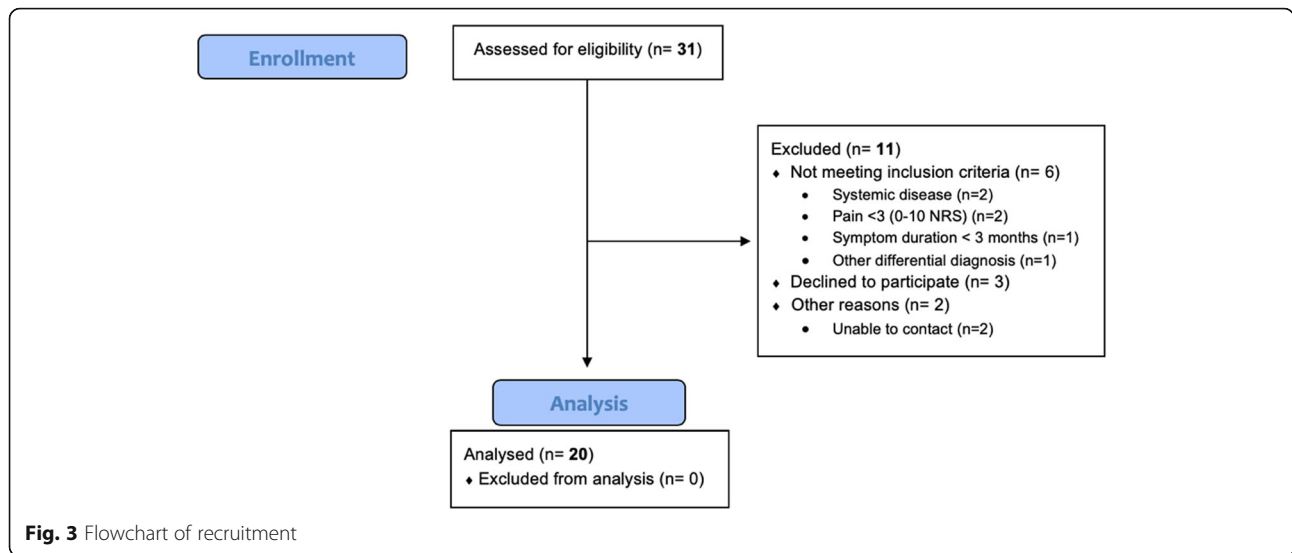 Enrollment
Assessed for eligibility (n= 31)
Excluded (n= 11)
♦ Not meeting inclusion criteria (n= 6)
• Systemic disease (n=2)
• Pain <3 (0-10 NRS) (n=2)
• Symptom duration < 3 months (n=1)
• Other differential diagnosis (n=1)
♦ Declined to participate (n= 3)
♦ Other reasons (n= 2)
• Unable to contact (n=2)
Analysis
Analysed (n= 20)
♦ Excluded from analysis (n= 0)
Fig. 3 Flowchart of recruitment